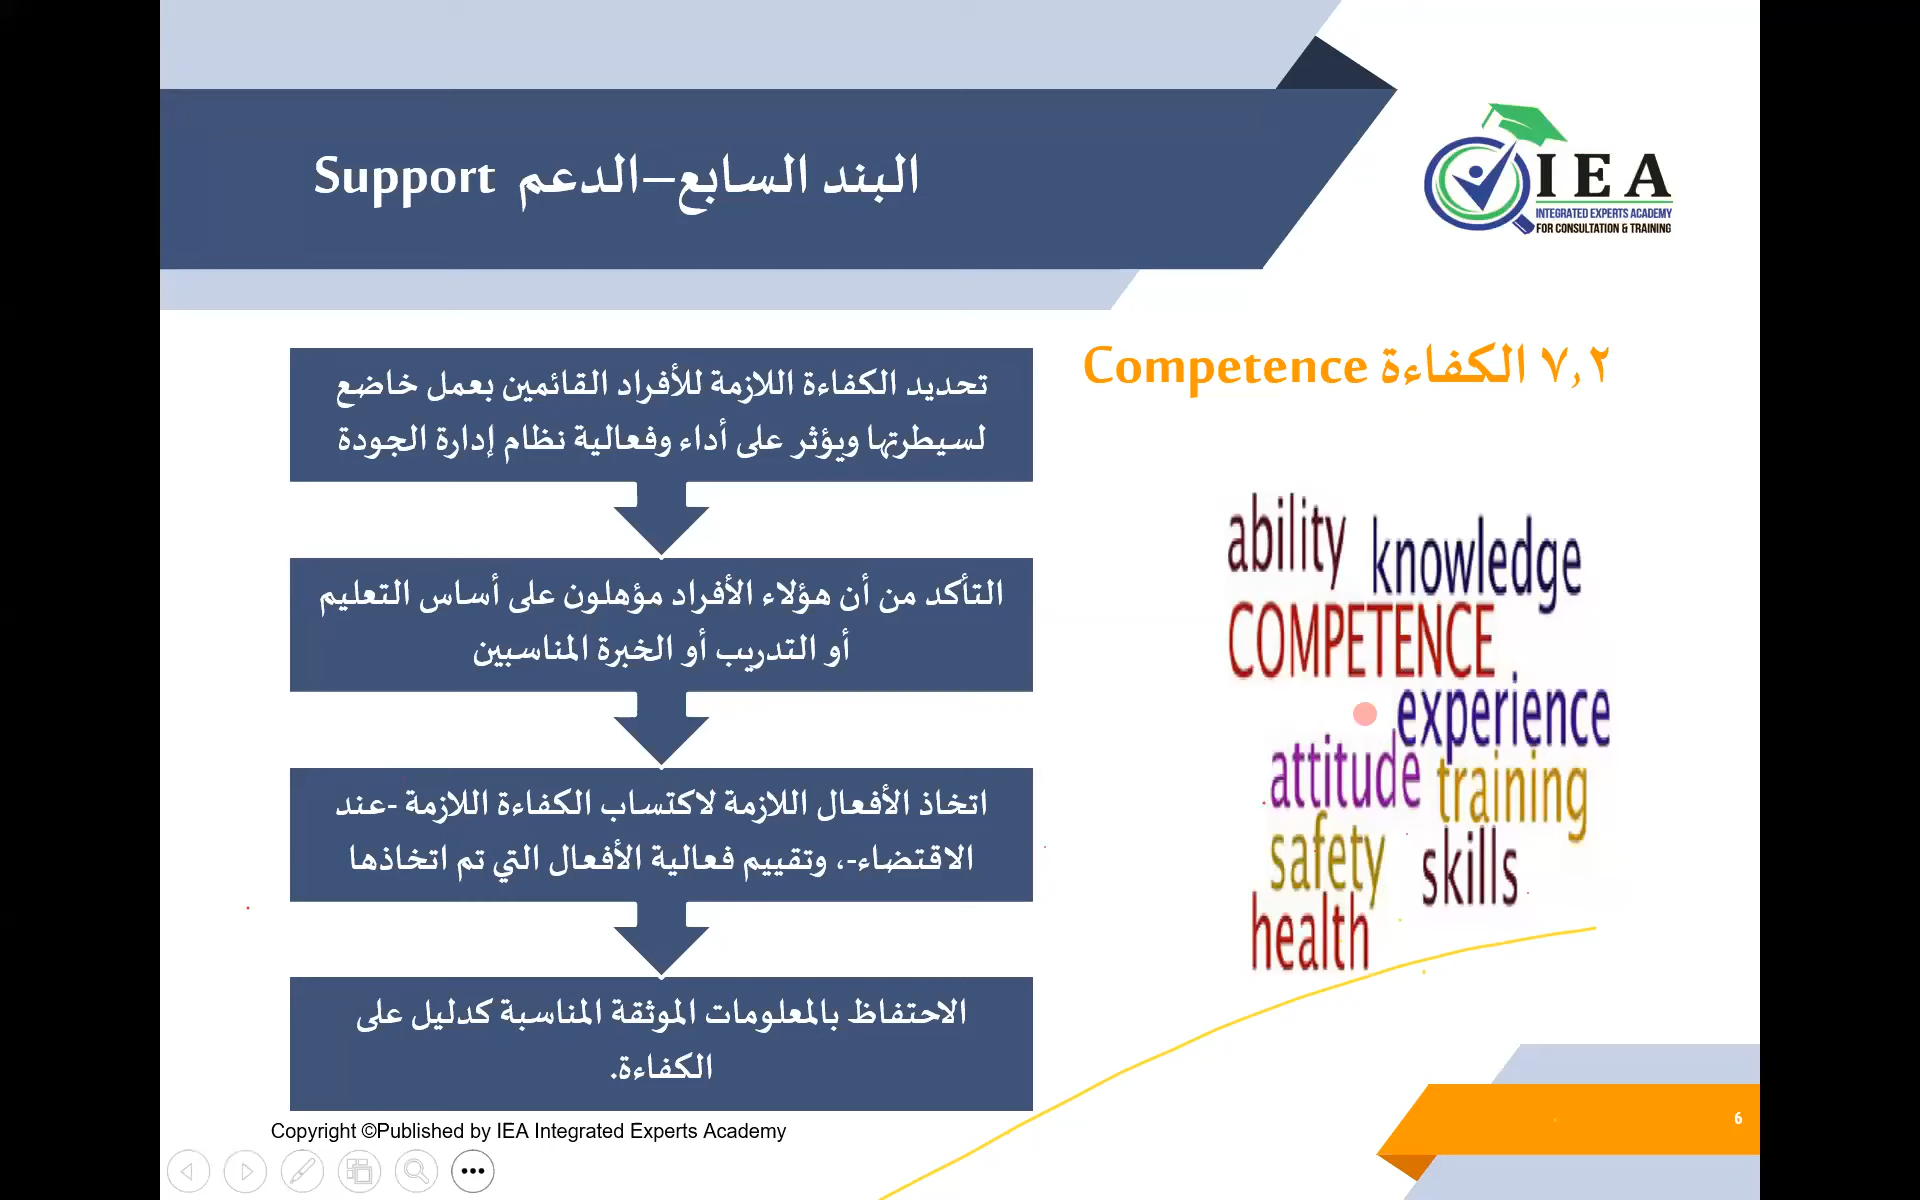 البند السابع–الدعم Support
I E A
INTEGRATED EXPERTS ACADEMY
FOR CONSULTATION & TRAINING
٧,٢ الكفاءة Competence
تحديد الكفاءة اللازمة للأفراد القائمين بعمل خاضع
لسيطرتها ويؤثر على أداء وفعالية نظام إدارة الجودة
التأكد من أن هؤلاء الأفراد مؤهلون على أساس التعليم
أو التدريب أو الخبرة المناسبين
اتخاذ الأفعال اللازمة لاكتساب الكفاءة اللازمة -عند
الاقتضاء-، وتقييم فعالية الأفعال التي تم اتخاذها
الاحتفاظ بالمعلومات الموثقة المناسبة كدليل على
الكفاءة.
ability knowledge
COMPETENCE
experience
attitude training
safety skills
health
Copyright ©Published by IEA Integrated Experts Academy
6